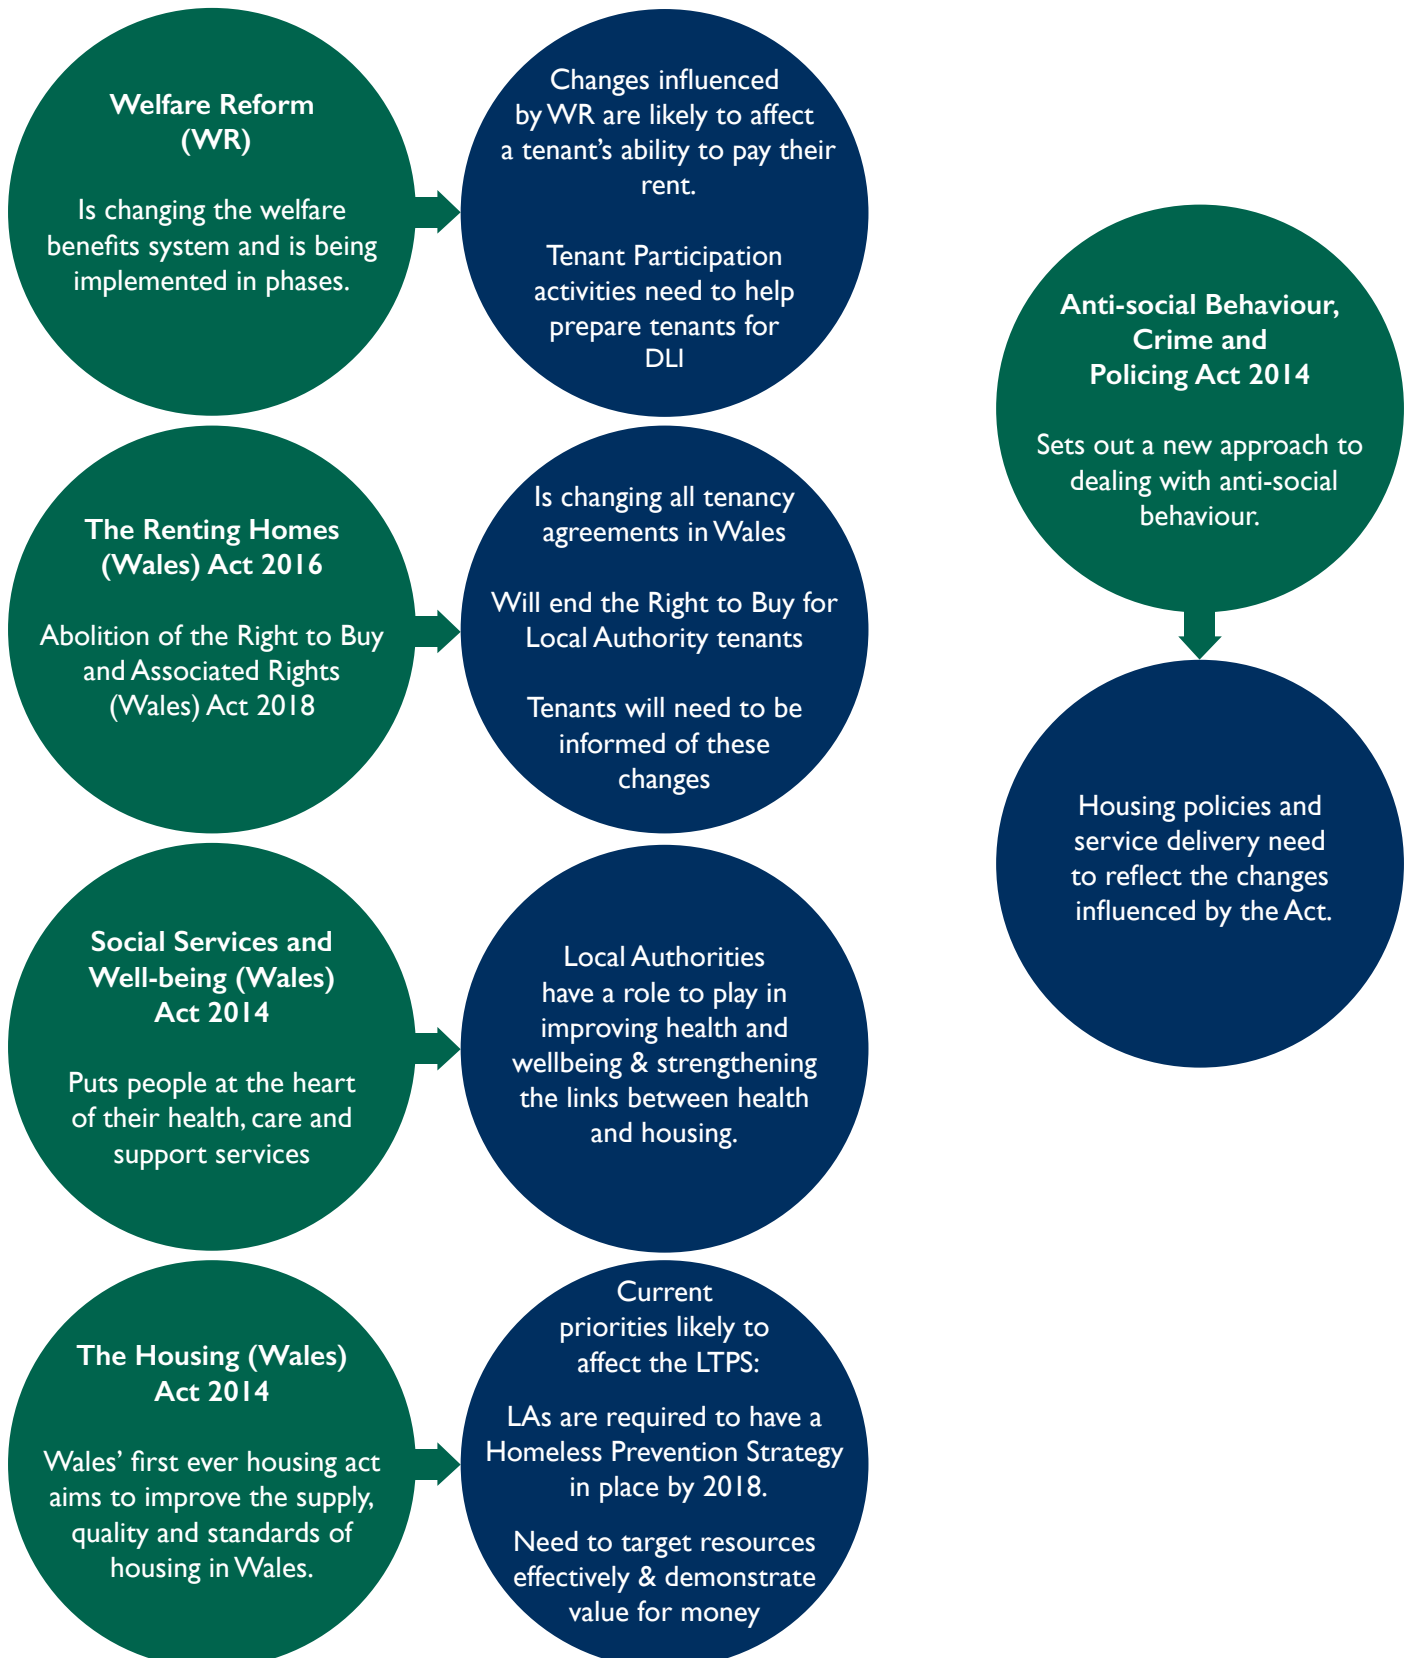 Welfare Reform
(WR)
Is changing the welfare
benefits system and is being
implemented in phases.
Changes influenced
by WR are likely to affect
a tenant’s ability to pay their
rent.
Tenant Participation
activities need to help
prepare tenants for
DLI
The Renting Homes
(Wales) Act 2016
Abolition of the Right to Buy
and Associated Rights
(Wales) Act 2018
Is changing all tenancy
agreements in Wales
Will end the Right to Buy for
Local Authority tenants
Tenants will need to be
informed of these
changes
Social Services and
Well-being (Wales)
Act 2014
Puts people at the heart
of their health, care and
support services
Local Authorities
have a role to play in
improving health and
wellbeing & strengthening
the links between health
and housing.
The Housing (Wales)
Act 2014
Wales’ first ever housing act
aims to improve the supply,
quality and standards of
housing in Wales.
Current
priorities likely to
affect the LTPS:
LAs are required to have a
Homeless Prevention Strategy
in place by 2018.
Need to target resources
effectively & demonstrate
value for money
Anti-social Behaviour,
Crime and
Policing Act 2014
Sets out a new approach to
dealing with anti-social
behaviour.
Housing policies and
service delivery need
to reflect the changes
influenced by the Act.